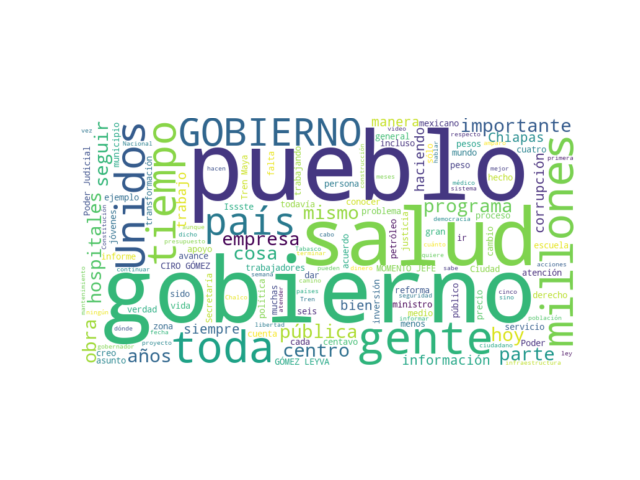 GOBIERNO
manera
mexicano
importante
respecto
vez
Nacional
video
general
incluso
Chiapas
pueblo
municipio
Poder Judicial
seguir
Unidos
tiempo
haciendo
pesos
cuatro
falta
trabajando
Tren Maya
hacen
persona
peso
mundo
mejor
médico
sistema
primera
hecho
corrupción
millones
ejemplo
transformación
trabajo
jóvenes
Constitución
hospitales
Issste
todavía
conocer
programa
país
mismo
problema
justicia
salud
democracia
proceso
gran
aunque
dicho
presupuesto
empresa
cosa
cabo
Tabasco
acuerdo
petróleo
ir
cambio
quiere
escuela
informe
avance
apoyo
CIRO GÓMEZ
trabajadores
pueden
MOMENTO JEFE
sabe
Ciudad
atención
acciones
continuar
gobierno
mantenimiento
semana
países
camino
reforma
seguridad
cinco
sino
derecho
verdad
sido
vida
Secretaría
Chalco
política
muchas
atender
Tren
seis
bien
inversión
ministro
público
precio
población
obra
dónde
zona
fecha
siempre
libertad
cuenta
pública
medio
informar
menos
hoy
servicio
Poder
ningún
gobernador
creo
asunto
años
proyecto
toda
cada
centavo
centro
gente
información
parte
ciudadano
ley
GÓMEZ LEYVA
infraestructura